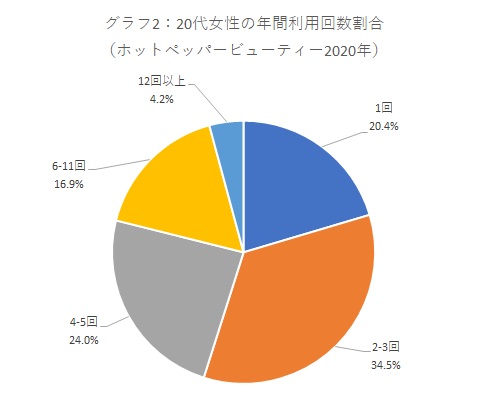 グラフ2：20代女性の年間利用回数割合
（ホットペッパービューティー2020年）
12回以上
4.2%
1回
20.4%
6-11回
16.9%
4-5回
24.0%
2-3回
34.5%